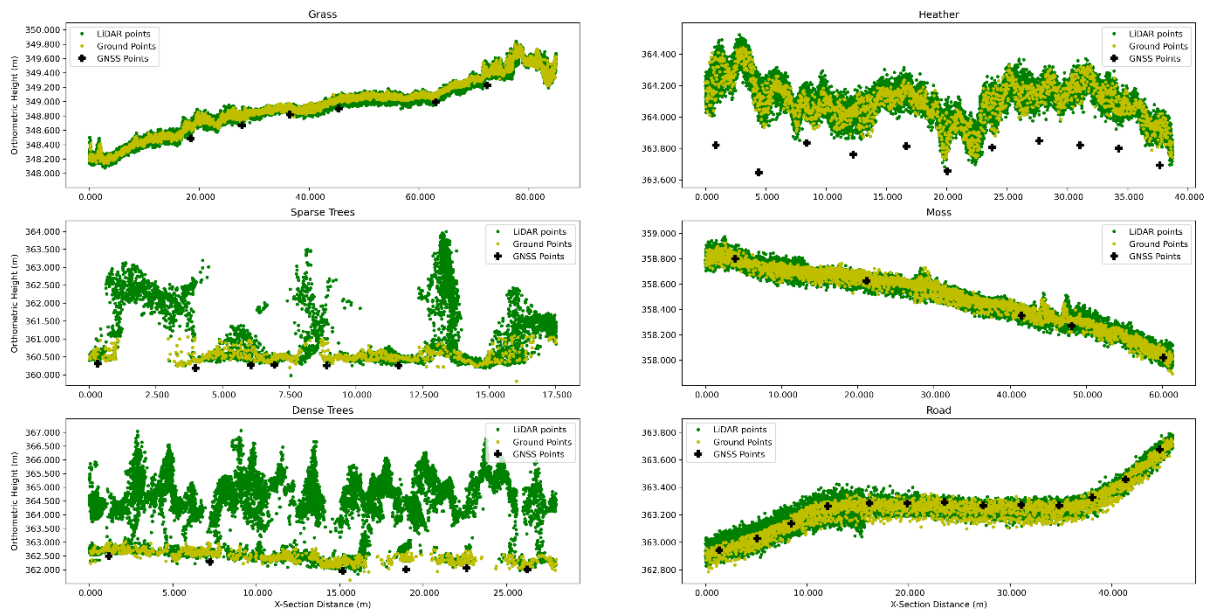 Grass
350.000
349.800
349.600
349.400
349.200
349.000
348.800
348.600
348.400
348.200
348.000
Orthometric Height (m)
LiDAR points
Ground Points
GNSS Points
0.000 20.000 40.000 60.000 80.000
Heather
364.400
364.200
364.000
363.800
363.600
LiDAR points
Ground Points
GNSS Points
0.000 5.000 10.000 15.000 20.000 25.000 30.000 35.000 40.000
Sparse Trees
364.000
363.000
362.000
361.500
361.000
360.500
360.000
Orthometric Height (m)
LiDAR points
Ground Points
GNSS Points
0.000 2.500 5.000 7.500 10.000 12.500 15.000 17.500
Moss
359.000
358.800
358.600
358.400
358.200
358.000
LiDAR points
Ground Points
GNSS Points
0.000 10.000 20.000 30.000 40.000 50.000 60.000
Dense Trees
367.000
366.000
365.500
364.500
363.500
363.000
362.500
362.000
Orthometric Height (m)
LiDAR points
Ground Points
GNSS Points
0.000 5.000 10.000 15.000 20.000 25.000
X-Section Distance (m)
Road
363.800
363.600
363.400
363.200
363.000
362.800
LiDAR points
Ground Points
GNSS Points
0.000 10.000 20.000 30.000 40.000
X-Section Distance (m)